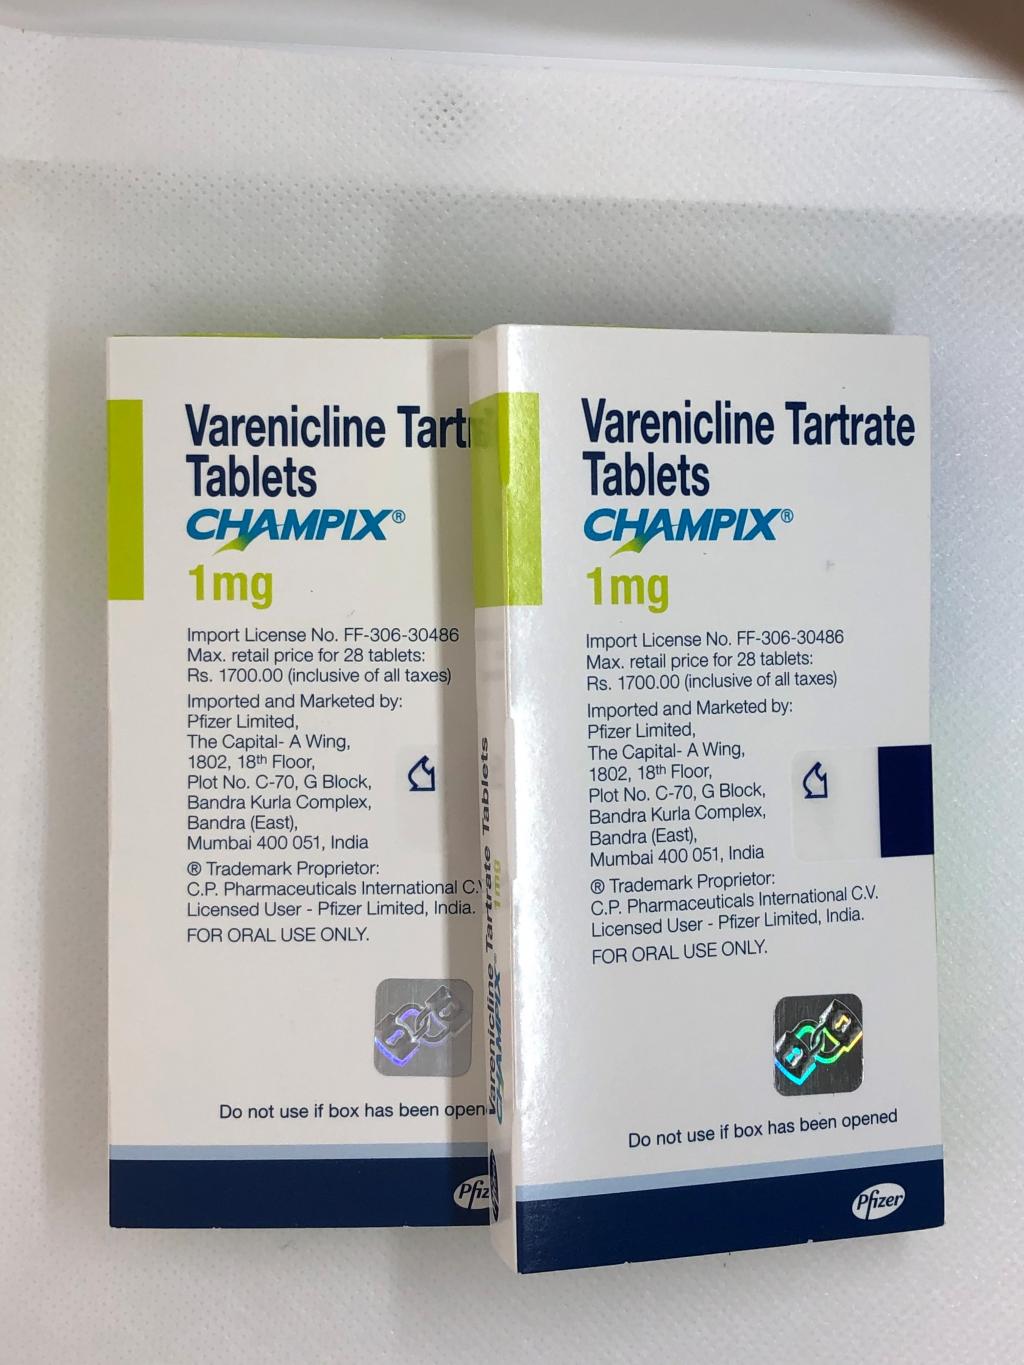 Varenicline Tart
Tablets
CHAMPIX®
1mg
Import License No. FF-306-30486
Max. retail price for 28 tablets:
Rs. 1700.00 (inclusive of all taxes)
Imported and Marketed by:
Pfizer Limited,
The Capital- A Wing,
1802, 18th Floor,
Plot No. C-70, G Block,
Bandra Kurla Complex,
Bandra (East),
Mumbai 400 051, India
® Trademark Proprietor:
C.P. Pharmaceuticals International C.V
Licensed User - Pfizer Limited, India.
FOR ORAL USE ONLY.
Do not use if box has been open
Pfiz
Varenicline Tartrate Tablets
CHAMPIX® 1mg
Pfizer
Varenicline Tartrate
Tablets
CHAMPIX®
1mg
Import License No. FF-306-30486
Max. retail price for 28 tablets:
Rs. 1700.00 (inclusive of all taxes)
Imported and Marketed by:
Pfizer Limited,
The Capital- A Wing,
1802, 18th Floor,
Plot No. C-70, G Block,
Bandra Kurla Complex,
Bandra (East),
Mumbai 400 051, India
® Trademark Proprietor:
C.P. Pharmaceuticals International C.V.
Licensed User - Pfizer Limited, India.
FOR ORAL USE ONLY.
Do not use if box has been opened
Pfizer